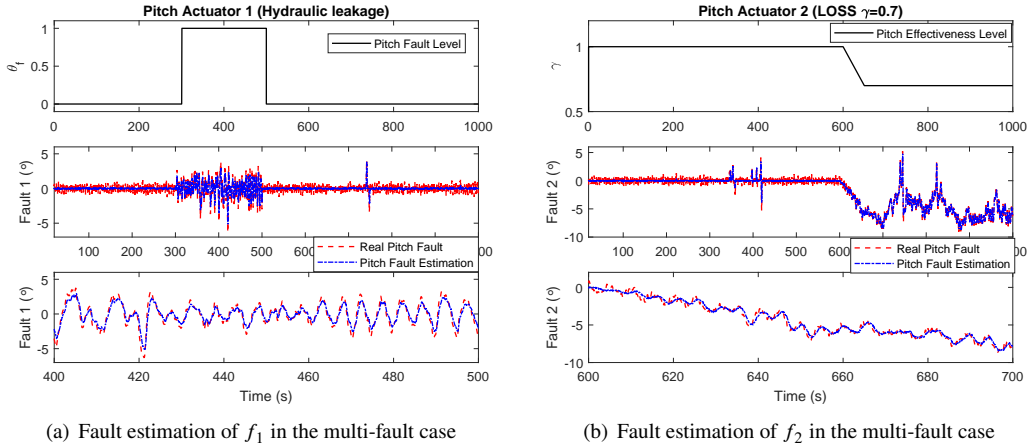 Pitch Actuator 1 (Hydraulic leakage)
1
0.5
0
θf
Pitch Fault Level
0 200 400 600 800 1000
5
0
-5
Fault 1 (º)
100 200 300 400 500 600 700 800 900
Real Pitch Fault
Pitch Fault Estimation
5
0
-5
Fault 1 (º)
400 420 440 460 480 500
Time (s)
(a) Fault estimation of f1 in the multi-fault case
Pitch Actuator 2 (LOSS γ=0.7)
1
0.5
γ
Pitch Effectiveness Level
0 200 400 600 800 1000
5
0
-5
-10
Fault 2 (º)
100 200 300 400 500 600
Real Pitch Fault
Pitch Fault Estimation
0
-5
-10
Fault 2 (º)
600 620 640 660 680 700
Time (s)
(b) Fault estimation of f2 in the multi-fault case